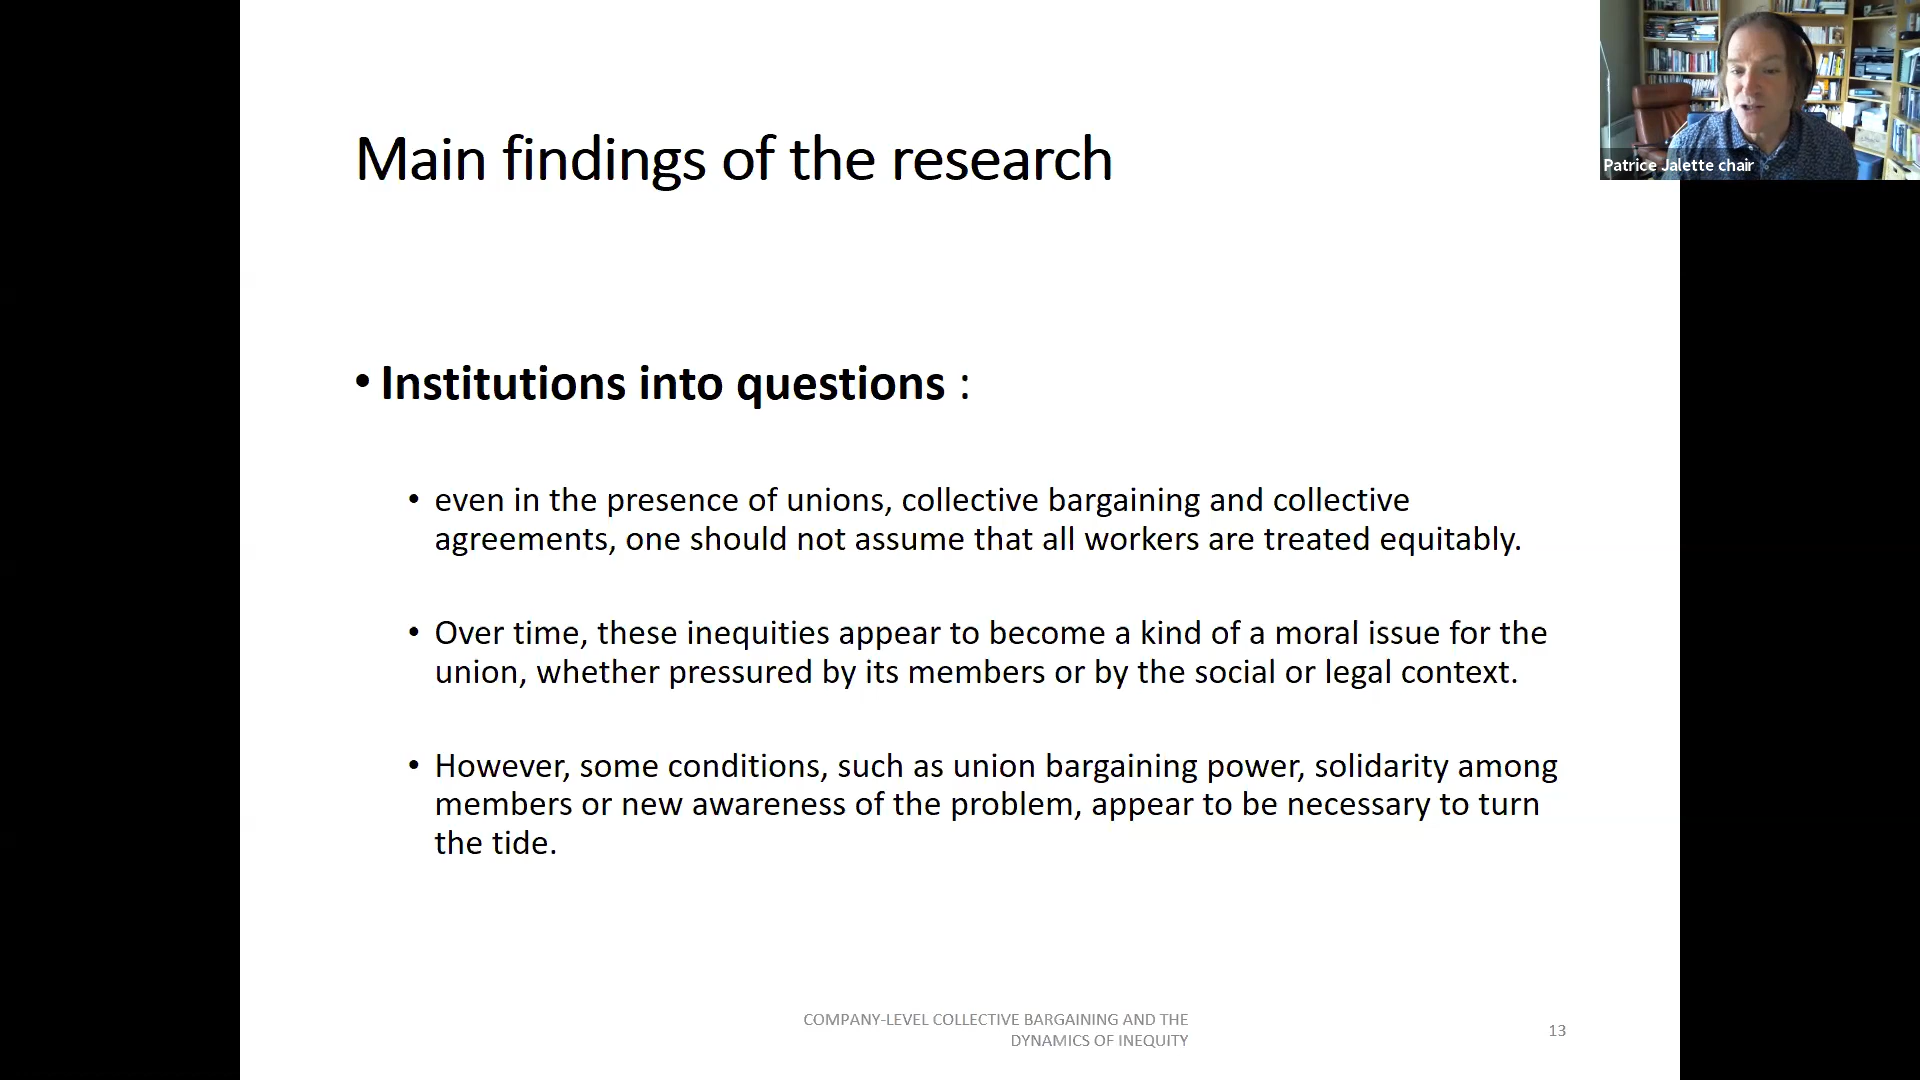 Main findings of the research
Patrice Jalette chair
• Institutions into questions :
• even in the presence of unions, collective bargaining and collective
agreements, one should not assume that all workers are treated equitably.
• Over time, these inequities appear to become a kind of a moral issue for the
union, whether pressured by its members or by the social or legal context.
• However, some conditions, such as union bargaining power, solidarity among
members or new awareness of the problem, appear to be necessary to turn
the tide.
COMPANY-LEVEL COLLECTIVE BARGAINING AND THE
DYNAMICS OF INEQUITY
13